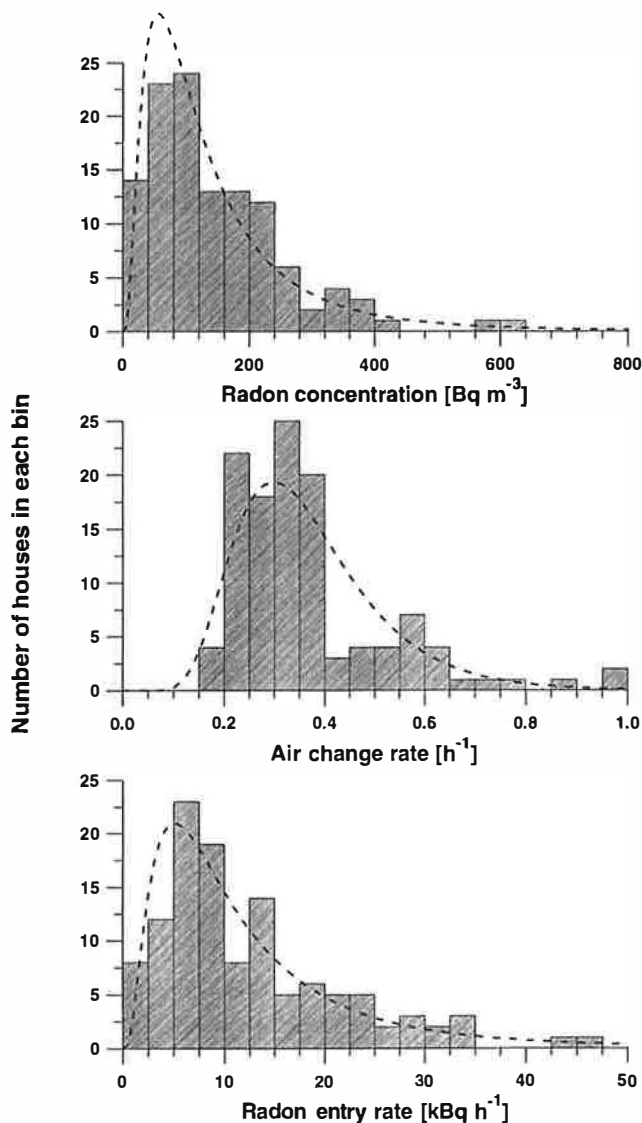 25
20
15
10
5
0
0 200 400 600 800
Radon concentration [Bq m⁻³]
Number of houses in each bin
25
20
15
10
5
0
0.0 0.2 0.4 0.6 0.8 1.0
Air change rate [h⁻¹]
25
20
15
10
5
0
0 10 20 30 40 50
Radon entry rate [kBq h⁻¹]